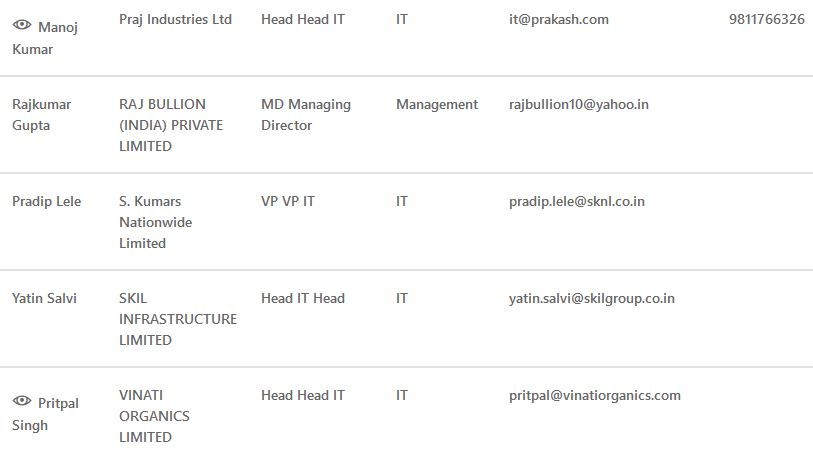 Manoj Kumar Praj Industries Ltd Head Head IT IT it@prakash.com 9811766326
Rajkumar Gupta RAJ BULLION (INDIA) PRIVATE LIMITED MD Managing Director Management rajbullion10@yahoo.in
Pradip Lele S. Kumars Nationwide Limited VP VP IT IT pradip.lele@sknl.co.in
Yatin Salvi SKIL INFRASTRUCTURE LIMITED Head IT Head IT yatin.salvi@skilgroup.co.in
Pritpal Singh VINATI ORGANICS LIMITED Head Head IT IT pritpal@vinatiorganics.com